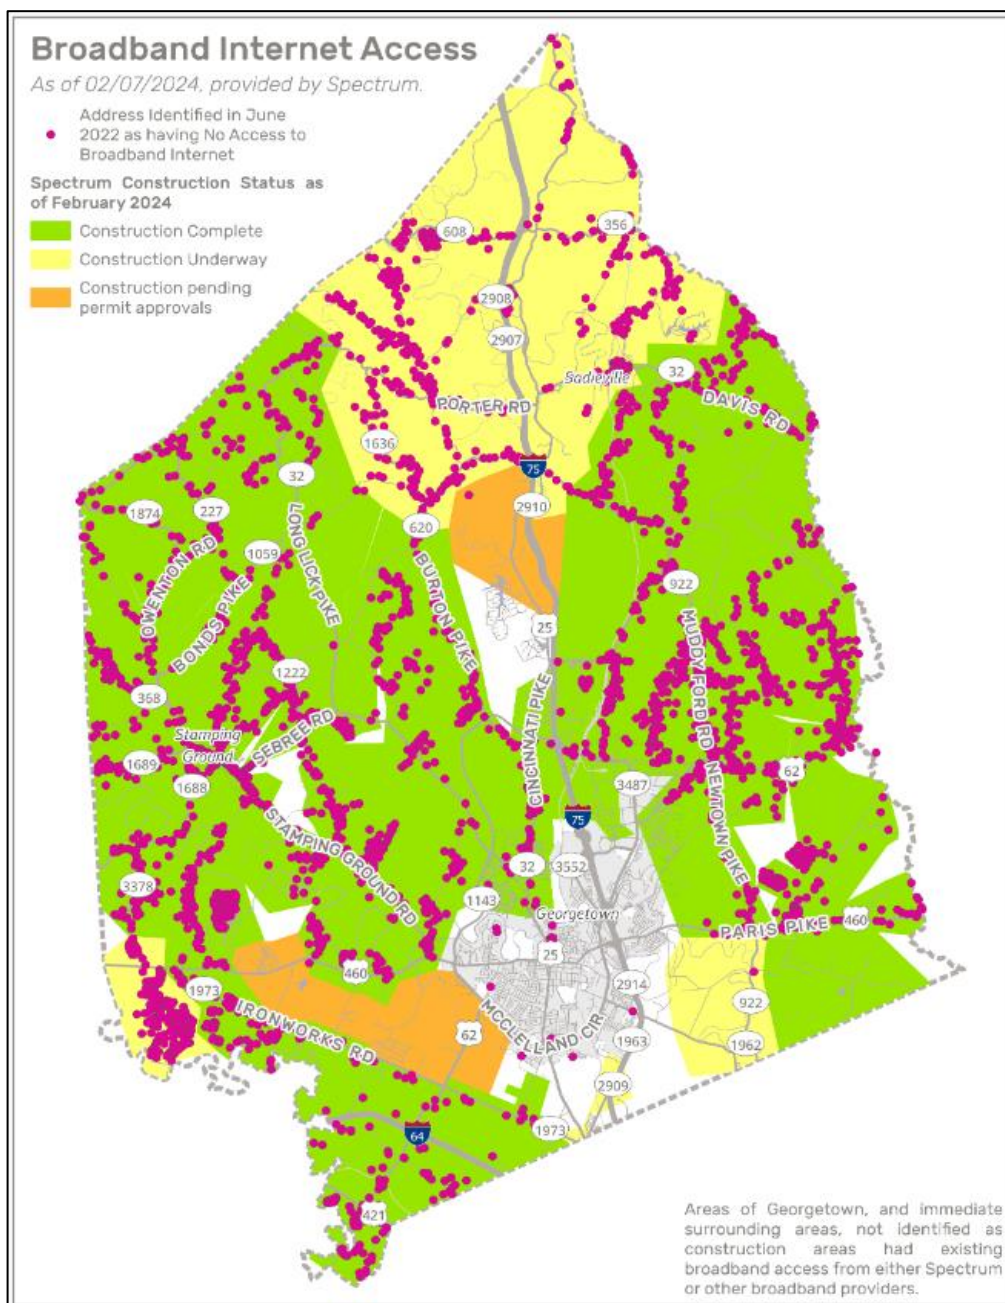 Broadband Internet Access
As of 02/07/2024, provided by Spectrum.
Address Identified in June
2022 as having No Access to
Broadband Internet
Spectrum Construction Status as
of February 2024
Construction Complete
Construction Underway
Construction pending
permit approvals
608
356
2908
2907
Sadieville
32
DAVIS RD
PORTER RD
1636
75
32
2910
1874
227
620
LONG LICK PIKE
OWENTON RD
1059
BONDS PIKE
BURTON PIKE
922
25
MUDDY FORD RD
368
1222
SEBREE RD
Stamping
Ground
1689
1688
CINCINNATI PIKE
NEWTOWN PIKE
62
3487
75
STAMPING GROUND RD
32
3552
3378
1143
Georgetown
PARIS PIKE
460
25
460
1973
IRONWORKS RD
2914
MCCLELLAND CIR
62
1963
922
1962
2909
1973
64
421
Areas of Georgetown, and immediate
surrounding areas, not identified as
construction areas had existing
broadband access from either Spectrum
or other broadband providers.